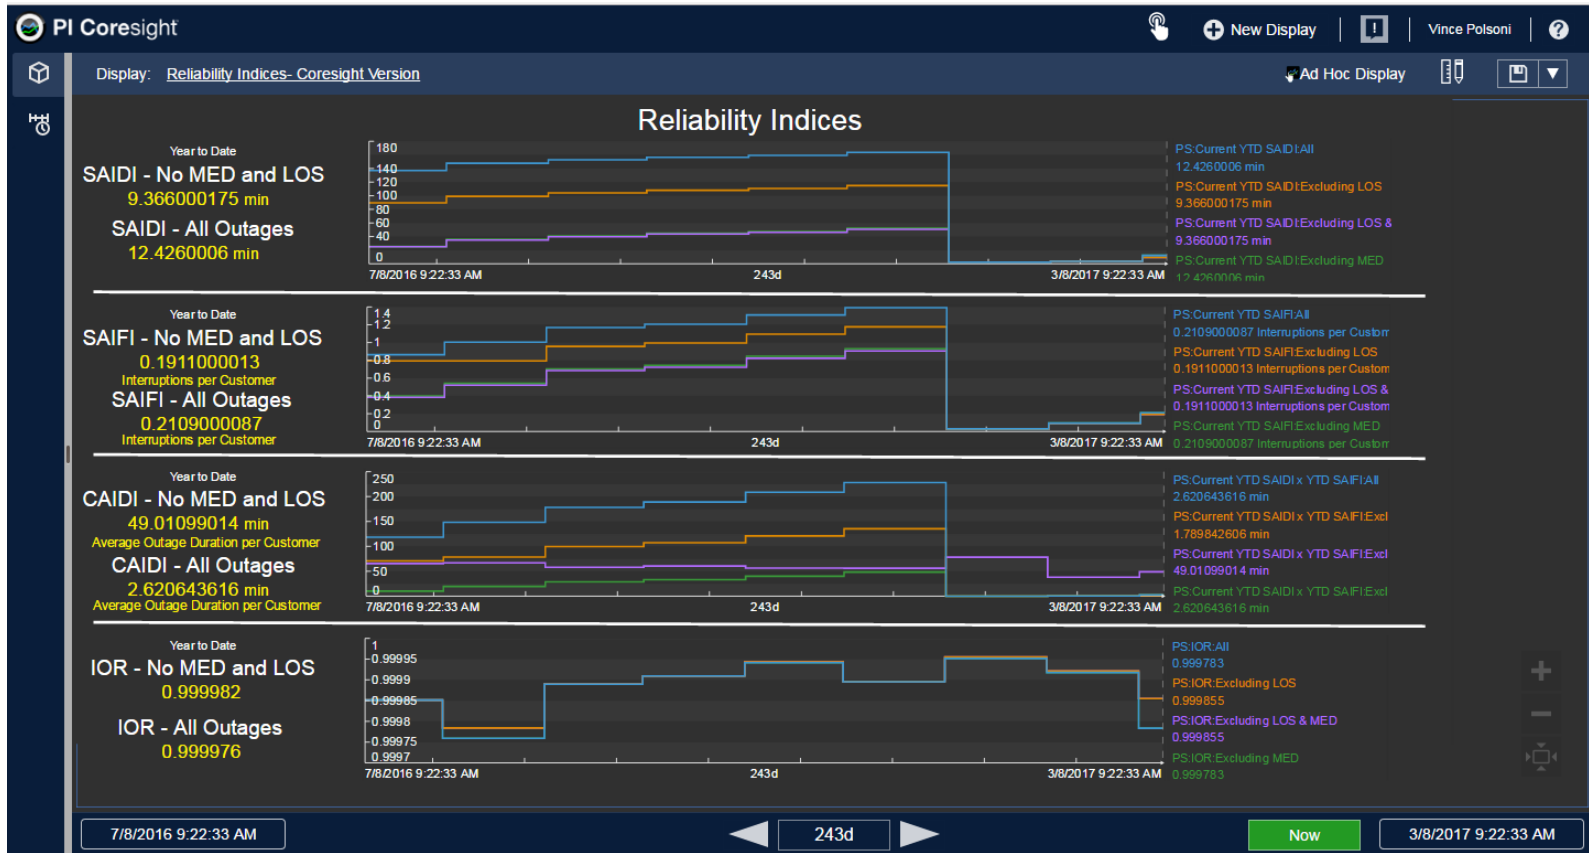 PI Coresight
New Display
Vince Polsoni
Display: Reliability Indices- Coresight Version
Ad Hoc Display
Reliability Indices
Year to Date
SAIDI - No MED and LOS
9.366000175 min
SAIDI - All Outages
12.4260006 min
180
140
120
100
80
60
40
0
7/8/2016 9:22:33 AM
243d
3/8/2017 9:22:33 AM
PS:Current YTD SAIDI:All
12.4260006 min
PS:Current YTD SAIDI:Excluding LOS
9.366000175 min
PS:Current YTD SAIDI:Excluding LOS &
9.366000175 min
PS:Current YTD SAIDI:Excluding MED
12.4260006 min
Year to Date
SAIFI - No MED and LOS
0.1911000013
Interruptions per Customer
SAIFI - All Outages
0.2109000087
Interruptions per Customer
1.4
1.2
1
0.8
0.6
0.4
0.2
0
7/8/2016 9:22:33 AM
243d
3/8/2017 9:22:33 AM
PS:Current YTD SAIFI:All
0.2109000087 Interruptions per Custom
PS:Current YTD SAIFI:Excluding LOS
0.1911000013 Interruptions per Custom
PS:Current YTD SAIFI:Excluding LOS &
0.1911000013 Interruptions per Custom
PS:Current YTD SAIFI:Excluding MED
0.2109000087 Interruptions per Custom
Year to Date
CAIDI - No MED and LOS
49.01099014 min
Average Outage Duration per Customer
CAIDI - All Outages
2.620643616 min
Average Outage Duration per Customer
250
200
150
100
50
0
7/8/2016 9:22:33 AM
243d
3/8/2017 9:22:33 AM
PS:Current YTD SAIDI x YTD SAIFI:All
2.620643616 min
PS:Current YTD SAIDI x YTD SAIFI:Excl
1.789842606 min
PS:Current YTD SAIDI x YTD SAIFI:Excl
49.01099014 min
PS:Current YTD SAIDI x YTD SAIFI:Excl
2.620643616 min
Year to Date
IOR - No MED and LOS
0.999982
IOR - All Outages
0.999976
1
0.99995
0.9999
0.99985
0.9998
0.99975
0.9997
7/8/2016 9:22:33 AM
243d
3/8/2017 9:22:33 AM
PS:IOR:All
0.999783
PS:IOR:Excluding LOS
0.999855
PS:IOR:Excluding LOS & MED
0.999855
PS:IOR:Excluding MED
0.999783
7/8/2016 9:22:33 AM
243d
Now
3/8/2017 9:22:33 AM